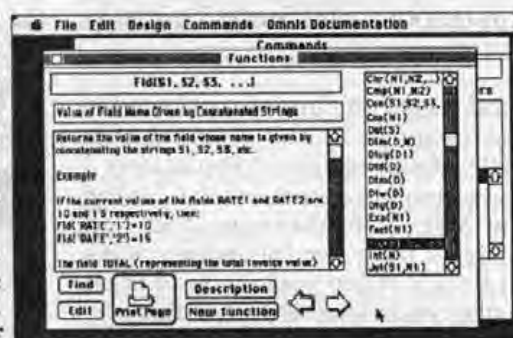 File Edit Design Commands Omnis Documentation
Commands
Functions
Fld(S1, S2, S3, ...)
Value of Field Name Given by Concatenated Strings
Returns the value of the field whose name is given by
concatenating the strings S1, S2, S3, etc.
Example
If the current values of the fields RATE1 and RATE2 are
10 and 15 respectively, then:
Fld('RATE','1')=10
Fld('RATE','2')=15
The field TOTAL (representing the total invoice value)
Chr(N1,N2,..)
Cmp(N1,N2)
Con(S1,S2,S3,
Cos(N1)
Dat(S)
Dim(D,N)
Dtcy(D1)
Dtd(D)
Dtm(D)
Dtw(D)
Dty(D)
Exa(N1)
Fact(N1)
Int(N)
Jst(S1,N1)
rs
Find
Edit
Print Page
Description
New Function